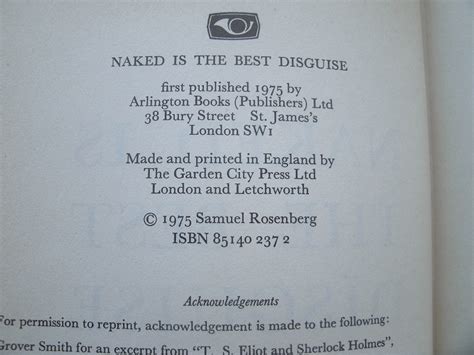 NAKED IS THE BEST DISGUISE
first published 1975 by
Arlington Books (Publishers) Ltd
38 Bury Street St. James's
London SW1
Made and printed in England by
The Garden City Press Ltd
London and Letchworth
© 1975 Samuel Rosenberg
ISBN 85140 237 2
Acknowledgements
For permission to reprint, acknowledgement is made to the following:
Grover Smith for an excerpt from "T. S. Eliot and Sherlock Holmes",